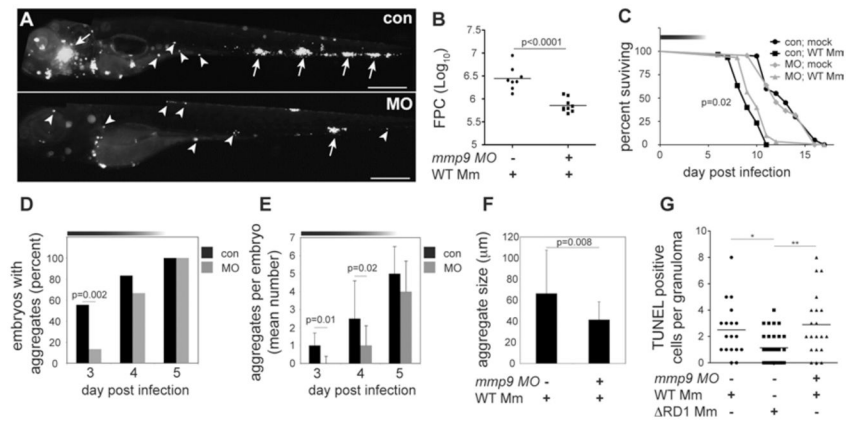 A
con
MO
B
FPC (Log10)
7.5
7
6.5
6
5.5
5
p<0.0001
mmp9 MO - +
WT Mm + +
C
percent suviving
100
75
50
25
0
0 5 10 15
day post infection
p=0.02
con; mock
con; WT Mm
MO; mock
MO; WT Mm
D
embryos with
aggregates (percent)
100
80
60
40
20
0
p=0.002
con
MO
3 4 5
day post infection
E
aggregates per embryo
(mean number)
7
6
5
4
3
2
1
0
p=0.01
p=0.02
con
MO
3 4 5
day post infection
F
aggregate size (μm)
120
100
80
60
40
20
0
p=0.008
mmp9 MO - +
WT Mm + +
G
TUNEL positive
cells per granuloma
10
8
6
4
2
0
*
**
mmp9 MO - - +
WT Mm + - +
ΔRD1 Mm - + -